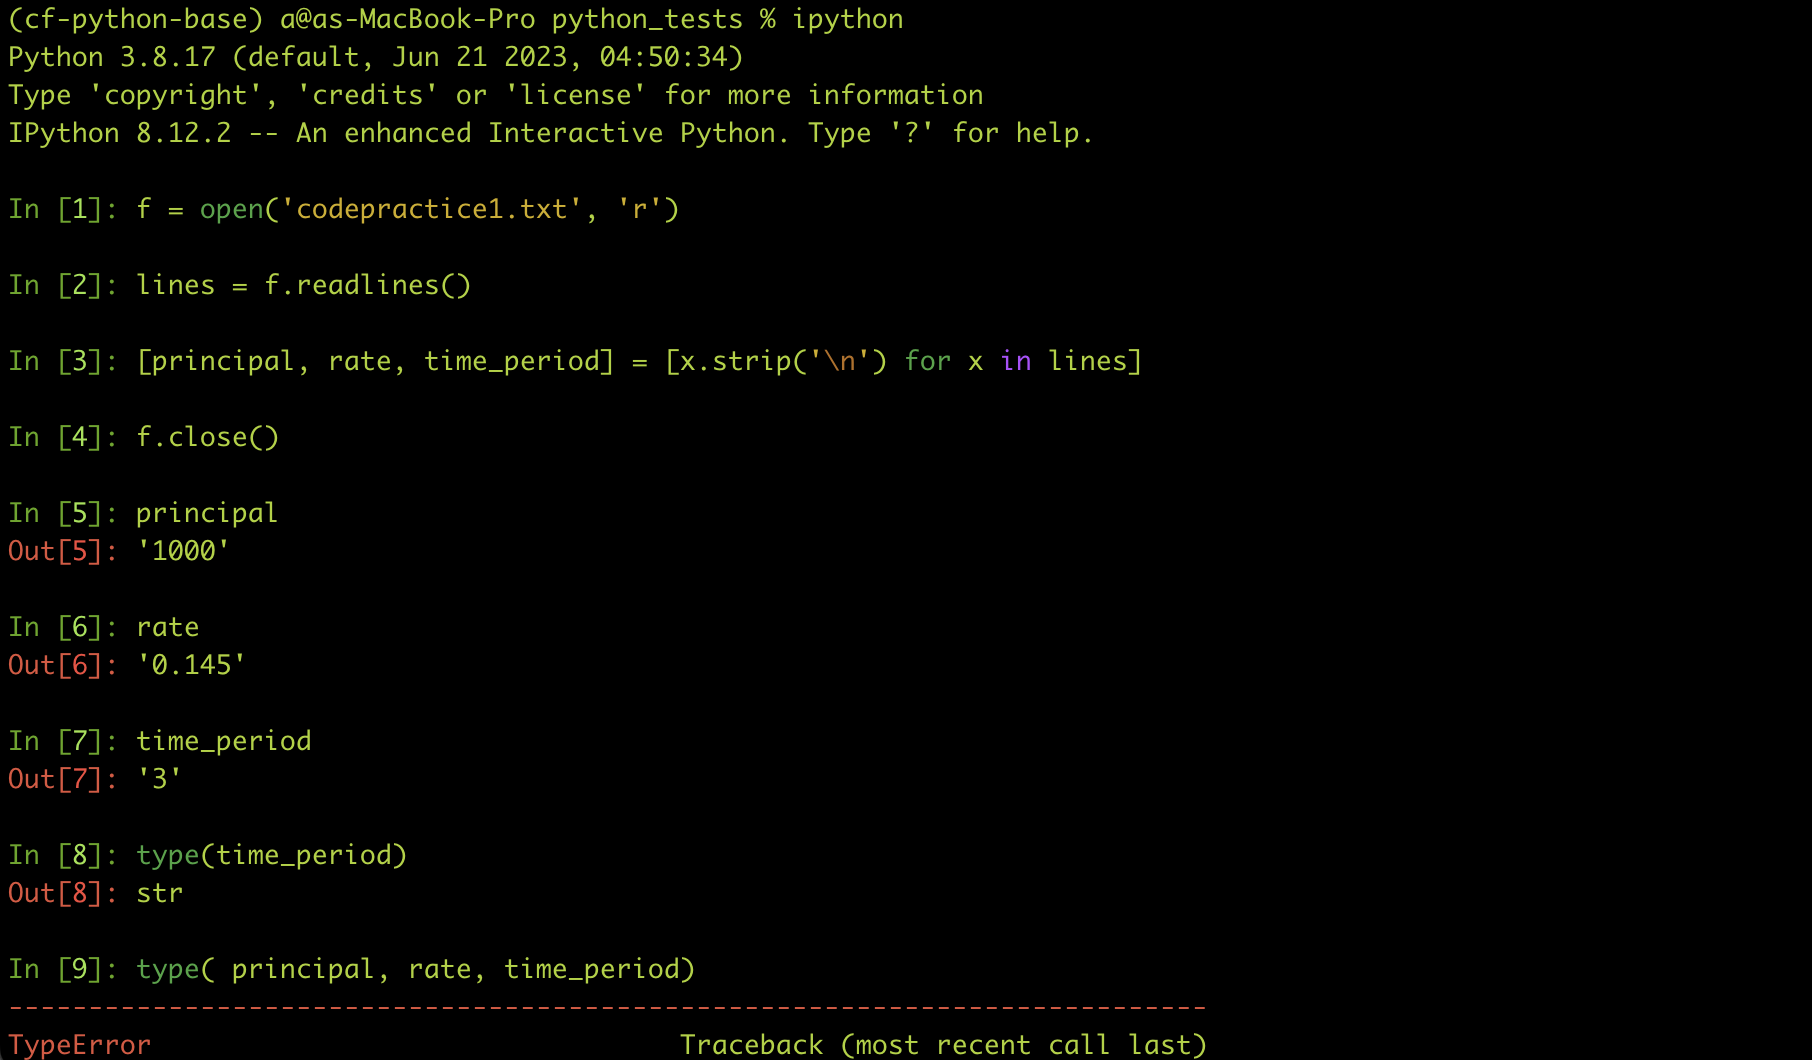 (cf-python-base) a@as-MacBook-Pro python_tests % ipython
Python 3.8.17 (default, Jun 21 2023, 04:50:34)
Type 'copyright', 'credits' or 'license' for more information
IPython 8.12.2 -- An enhanced Interactive Python. Type '?' for help.
In [1]: f = open('codepractice1.txt', 'r')
In [2]: lines = f.readlines()
In [3]: [principal, rate, time_period] = [x.strip('\n') for x in lines]
In [4]: f.close()
In [5]: principal
Out[5]: '1000'
In [6]: rate
Out[6]: '0.145'
In [7]: time_period
Out[7]: '3'
In [8]: type(time_period)
Out[8]: str
In [9]: type( principal, rate, time_period)
---------------------------------------------------------------------------
TypeError                                 Traceback (most recent call last)